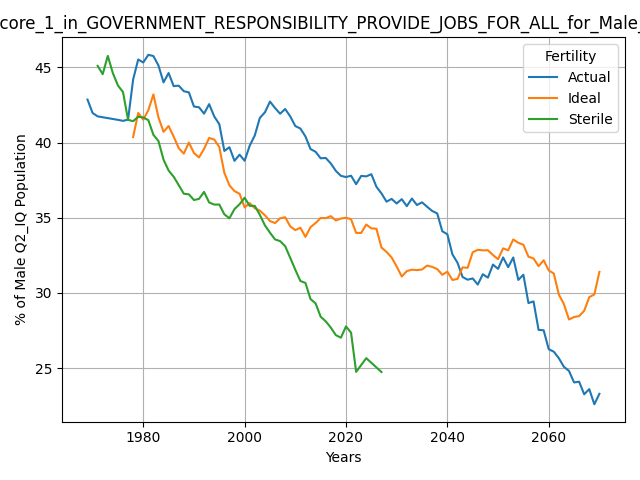 core_1_in_GOVERNMENT_RESPONSIBILITY_PROVIDE_JOBS_FOR_ALL_for_Male_
Fertility
Actual
Ideal
Sterile
% of Male Q2_IQ Population
45
40
35
30
25
1980 2000 2020 2040 2060
Years